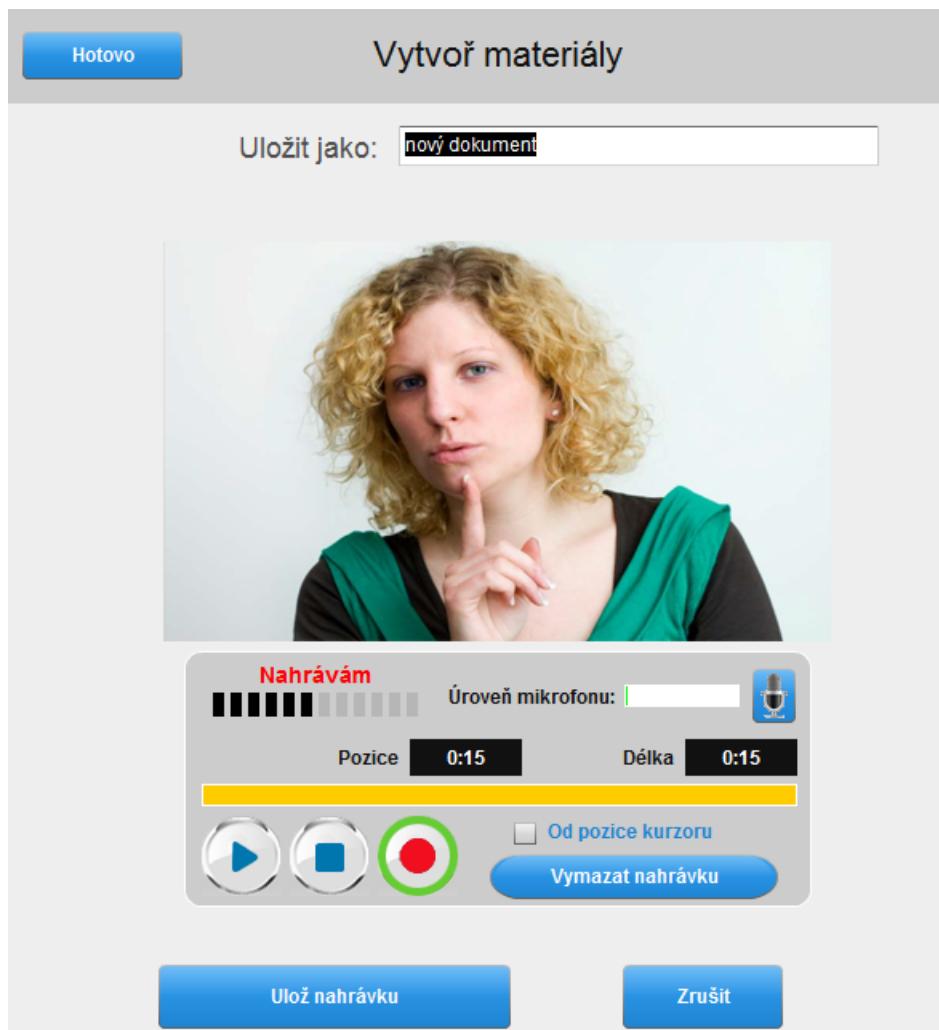 Hotovo
Vytvoř materiály
Uložit jako: nový dokument
Nahrávám
Úroveň mikrofonu:
Pozice 0:15 Délka 0:15
Od pozice kurzoru
Vymazat nahrávku
Ulož nahrávku Zrušit